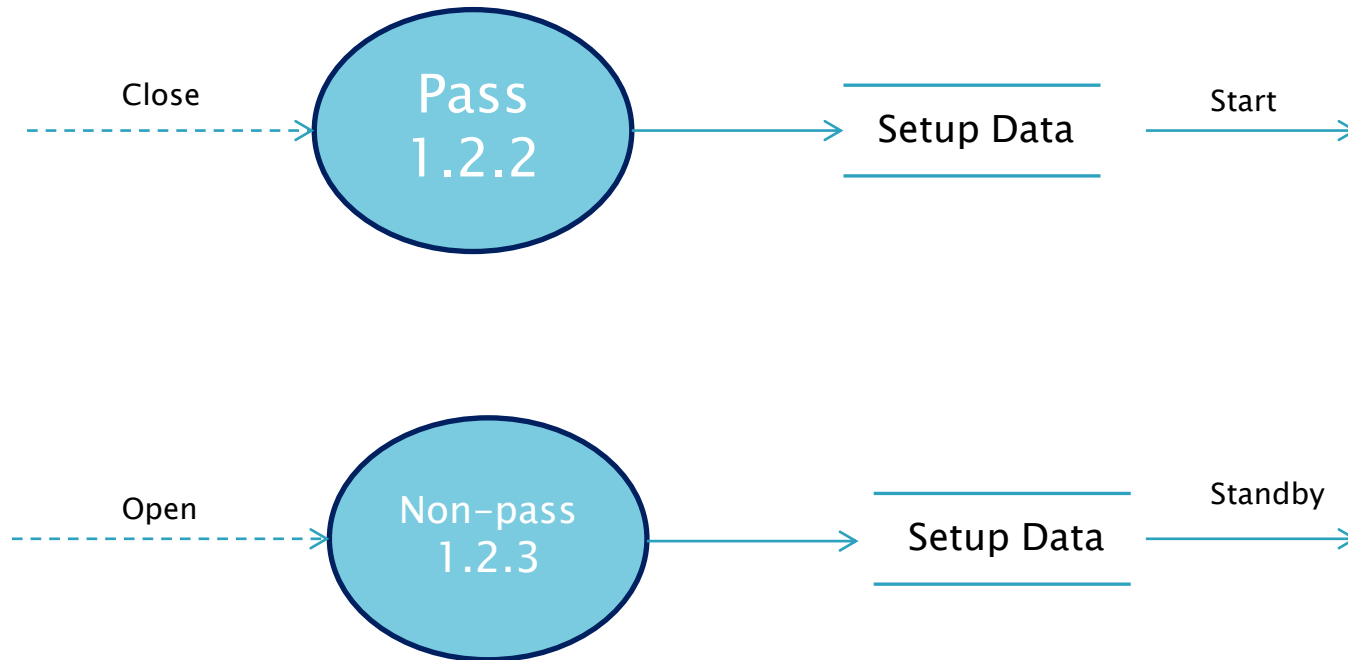 Close
Pass
1.2.2
Setup Data
Start
Open
Non-pass
1.2.3
Setup Data
Standby